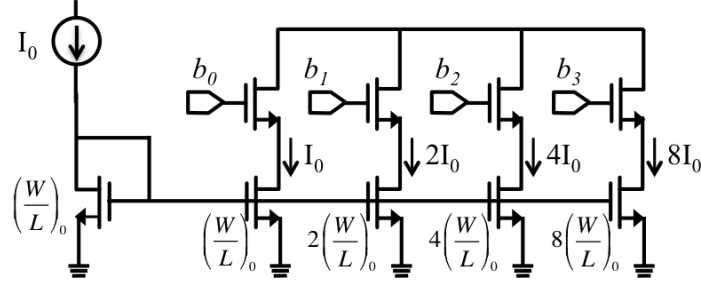 I₀
b₀ b₁ b₂ b₃
I₀ 2I₀ 4I₀ 8I₀
(W/L)₀ (W/L)₀ 2(W/L)₀ 4(W/L)₀ 8(W/L)₀